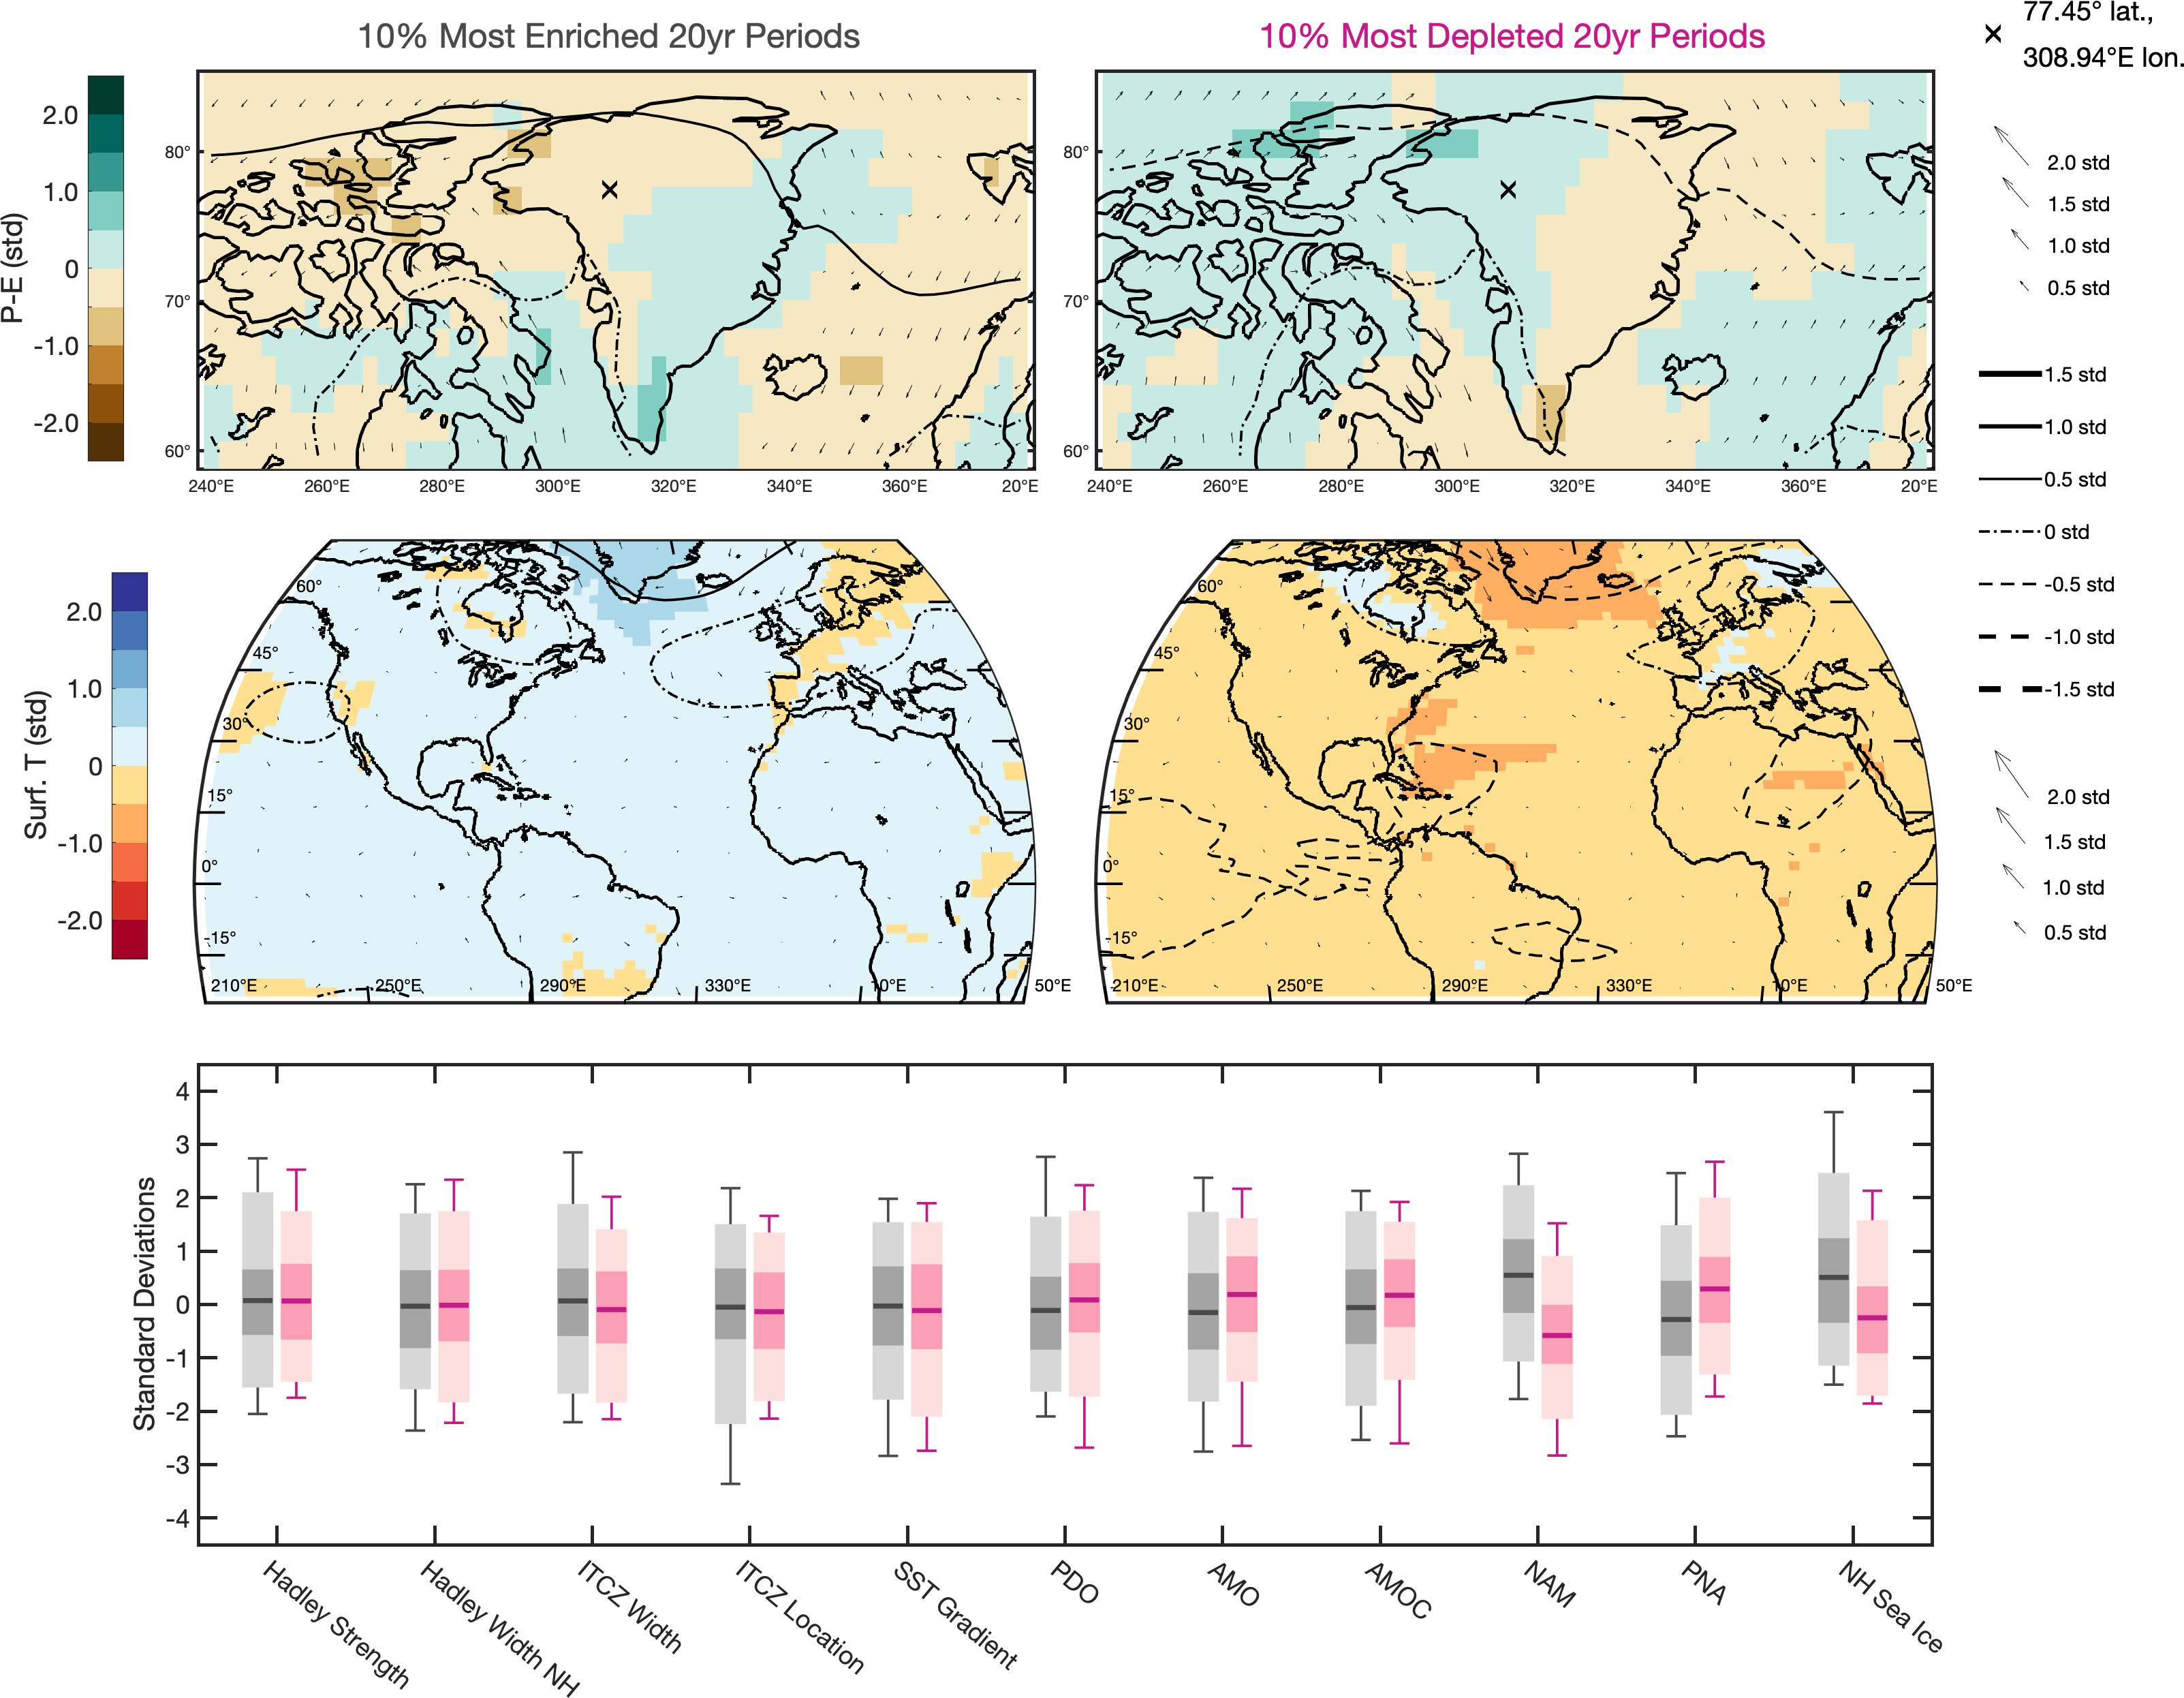 10% Most Enriched 20yr Periods
10% Most Depleted 20yr Periods
77.45° lat.,
308.94°E lon.
P-E (std)
2.0
1.0
0
-1.0
-2.0
80°
70°
60°
240°E 260°E 280°E 300°E 320°E 340°E 360°E 20°E
80°
70°
60°
240°E 260°E 280°E 300°E 320°E 340°E 360°E 20°E
2.0 std
1.5 std
1.0 std
0.5 std
1.5 std
1.0 std
0.5 std
0 std
-0.5 std
-1.0 std
-1.5 std
Surf. T (std)
2.0
1.0
0
-1.0
-2.0
60°
45°
30°
15°
0°
-15°
210°E 250°E 290°E 330°E 10°E 50°E
60°
45°
30°
15°
0°
-15°
210°E 250°E 290°E 330°E 10°E 50°E
2.0 std
1.5 std
1.0 std
0.5 std
Standard Deviations
4
3
2
1
0
-1
-2
-3
-4
Hadley Strength
Hadley Width NH
ITCZ Width
ITCZ Location
SST Gradient
PDO
AMO
AMOC
NAM
PNA
NH Sea Ice